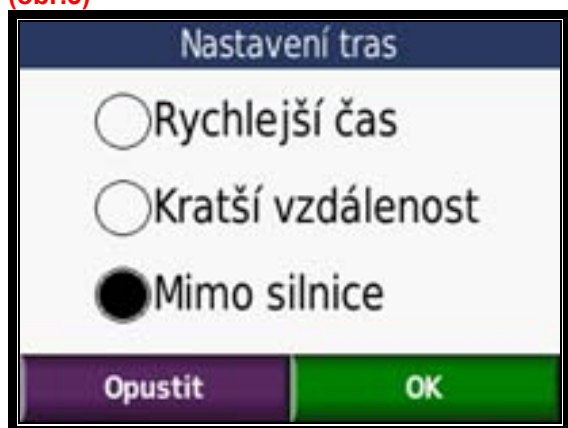 Nastavení tras
Rychlejší čas
Kratší vzdálenost
Mimo silnice
Opustit OK